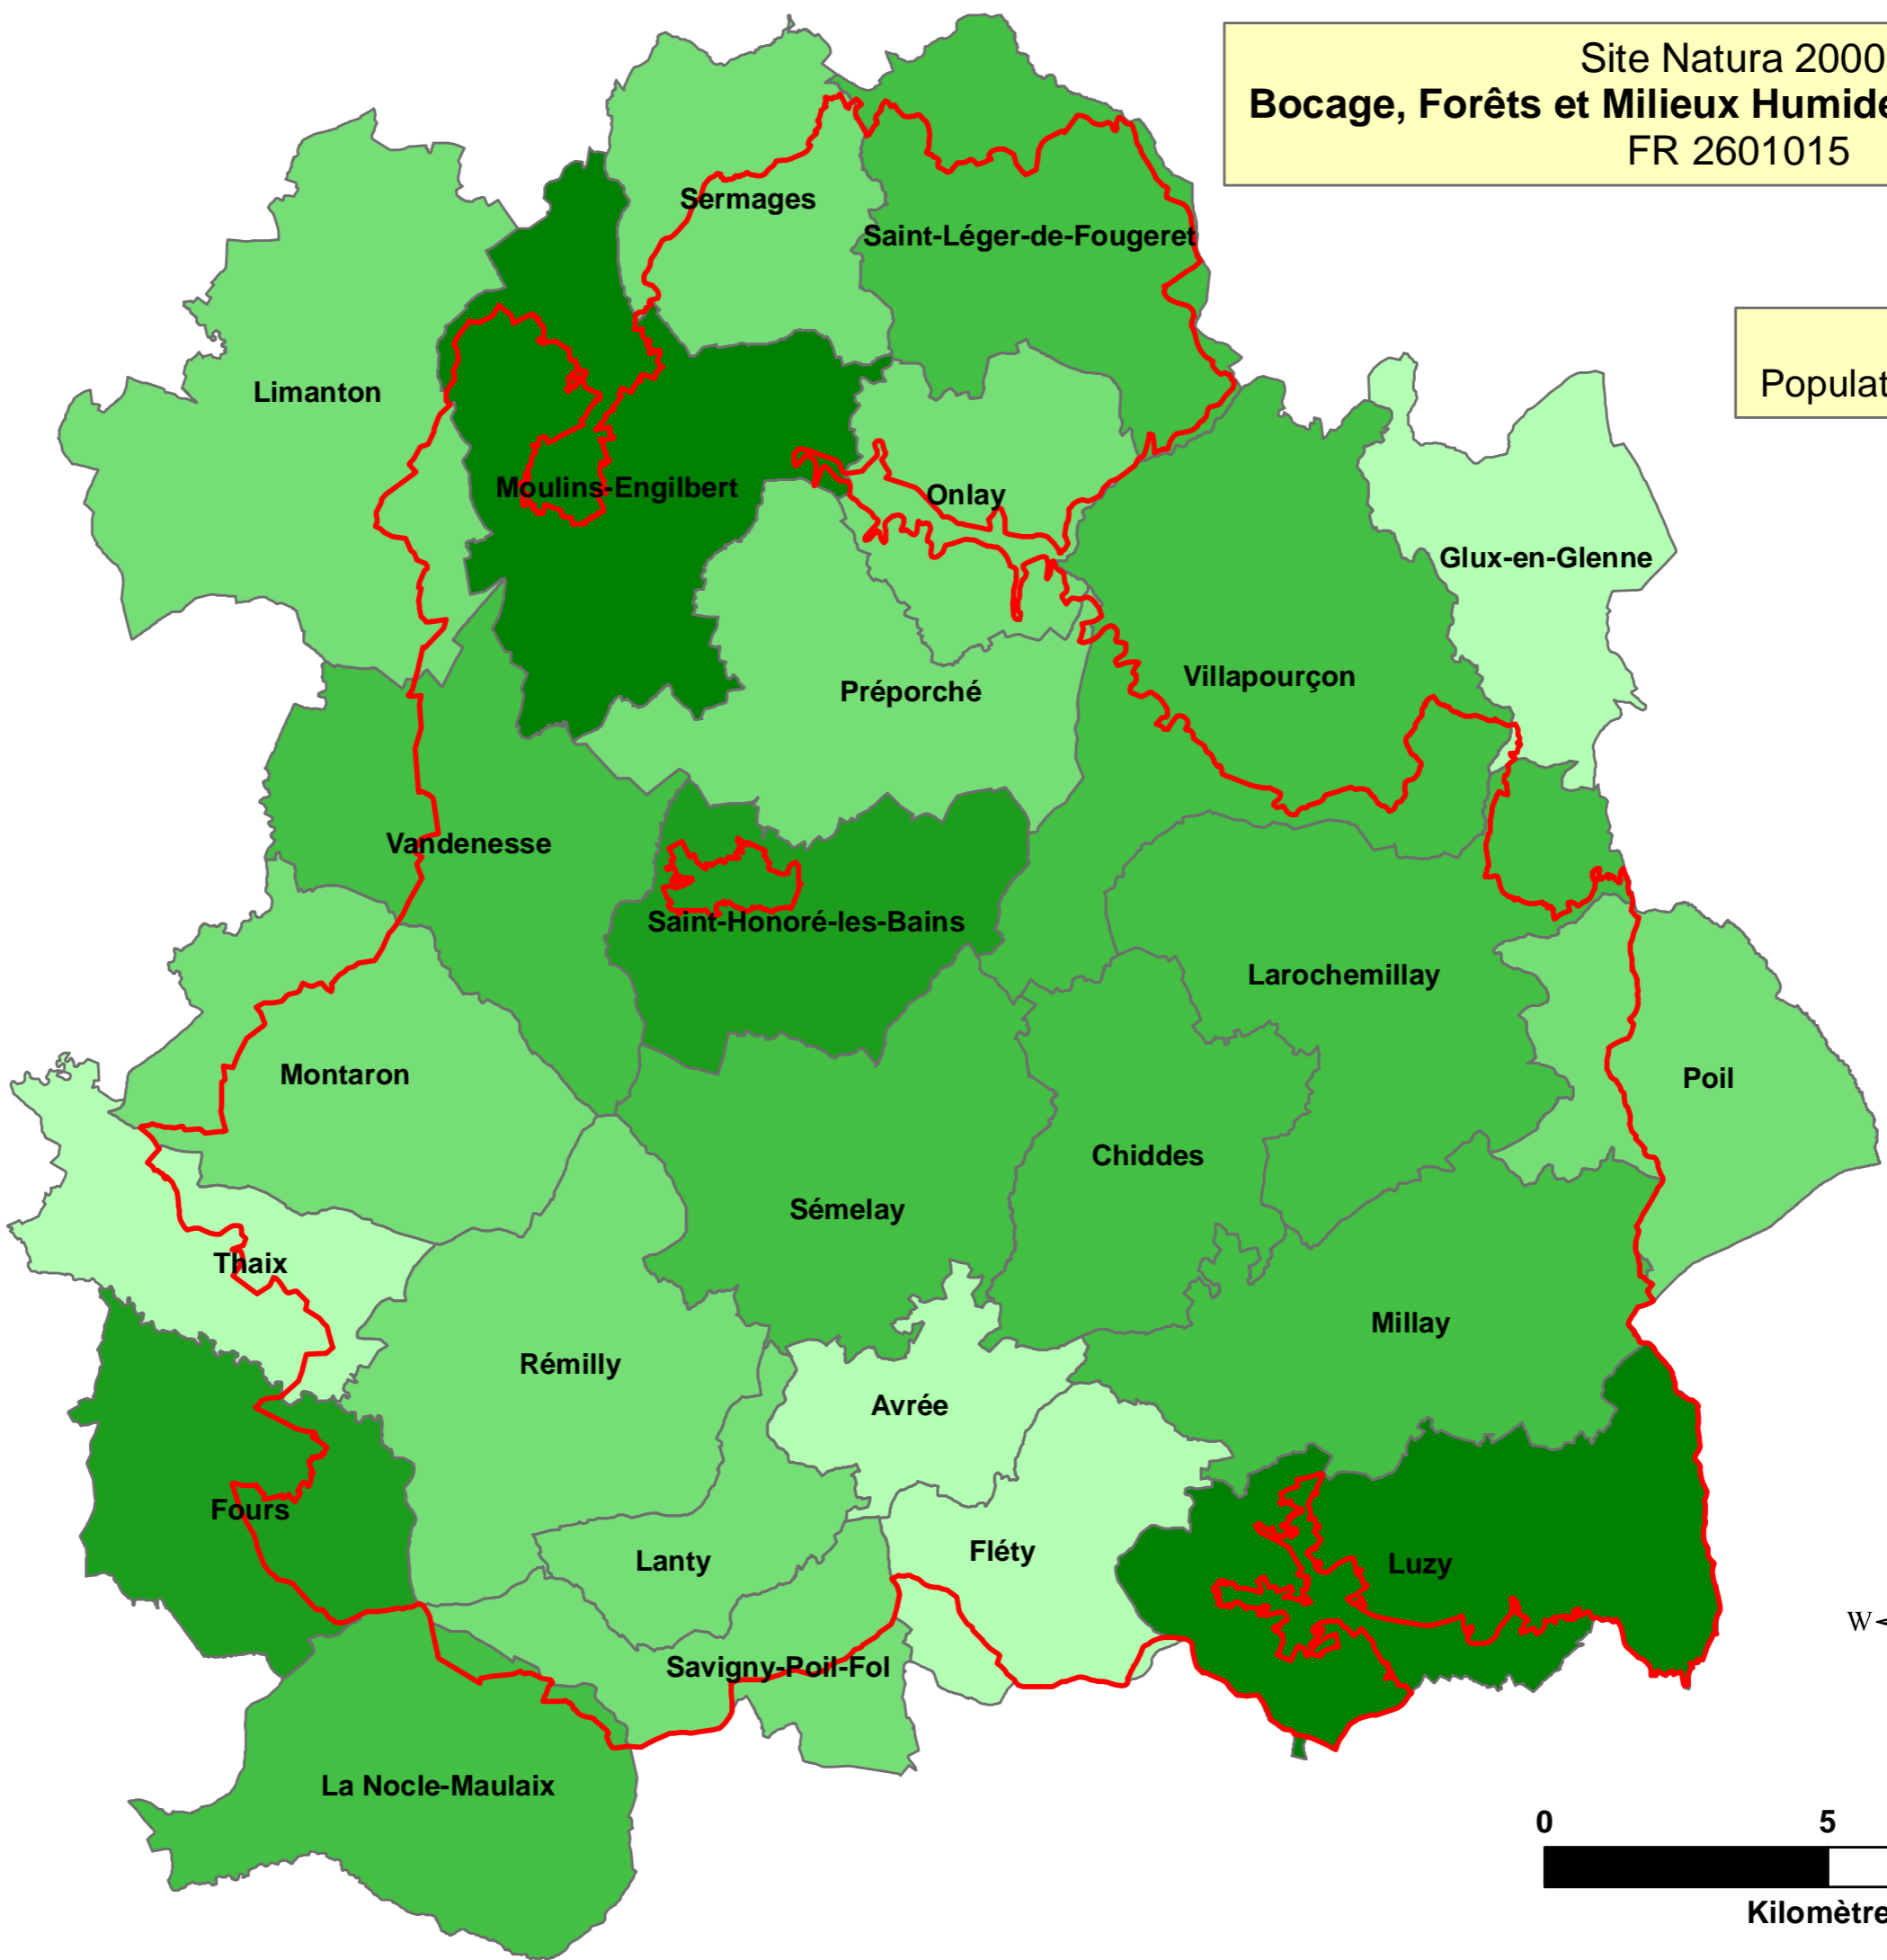 Site Natura 2000
Bocage, Forêts et Milieux Humide
FR 2601015
Populat
Sermages
Saint-Léger-de-Fougeret
Limanton
Moulins-Engilbert
Onlay
Glux-en-Glenne
Villapourçon
Préporché
Vandenesse
Saint-Honoré-les-Bains
Larochemillay
Montaron
Poil
Chiddes
Sémelay
Thaix
Millay
Rémilly
Avrée
Fours
Lanty
Fléty
Luzy
W
Savigny-Poil-Fol
La Nocle-Maulaix
0 5
Kilomètre